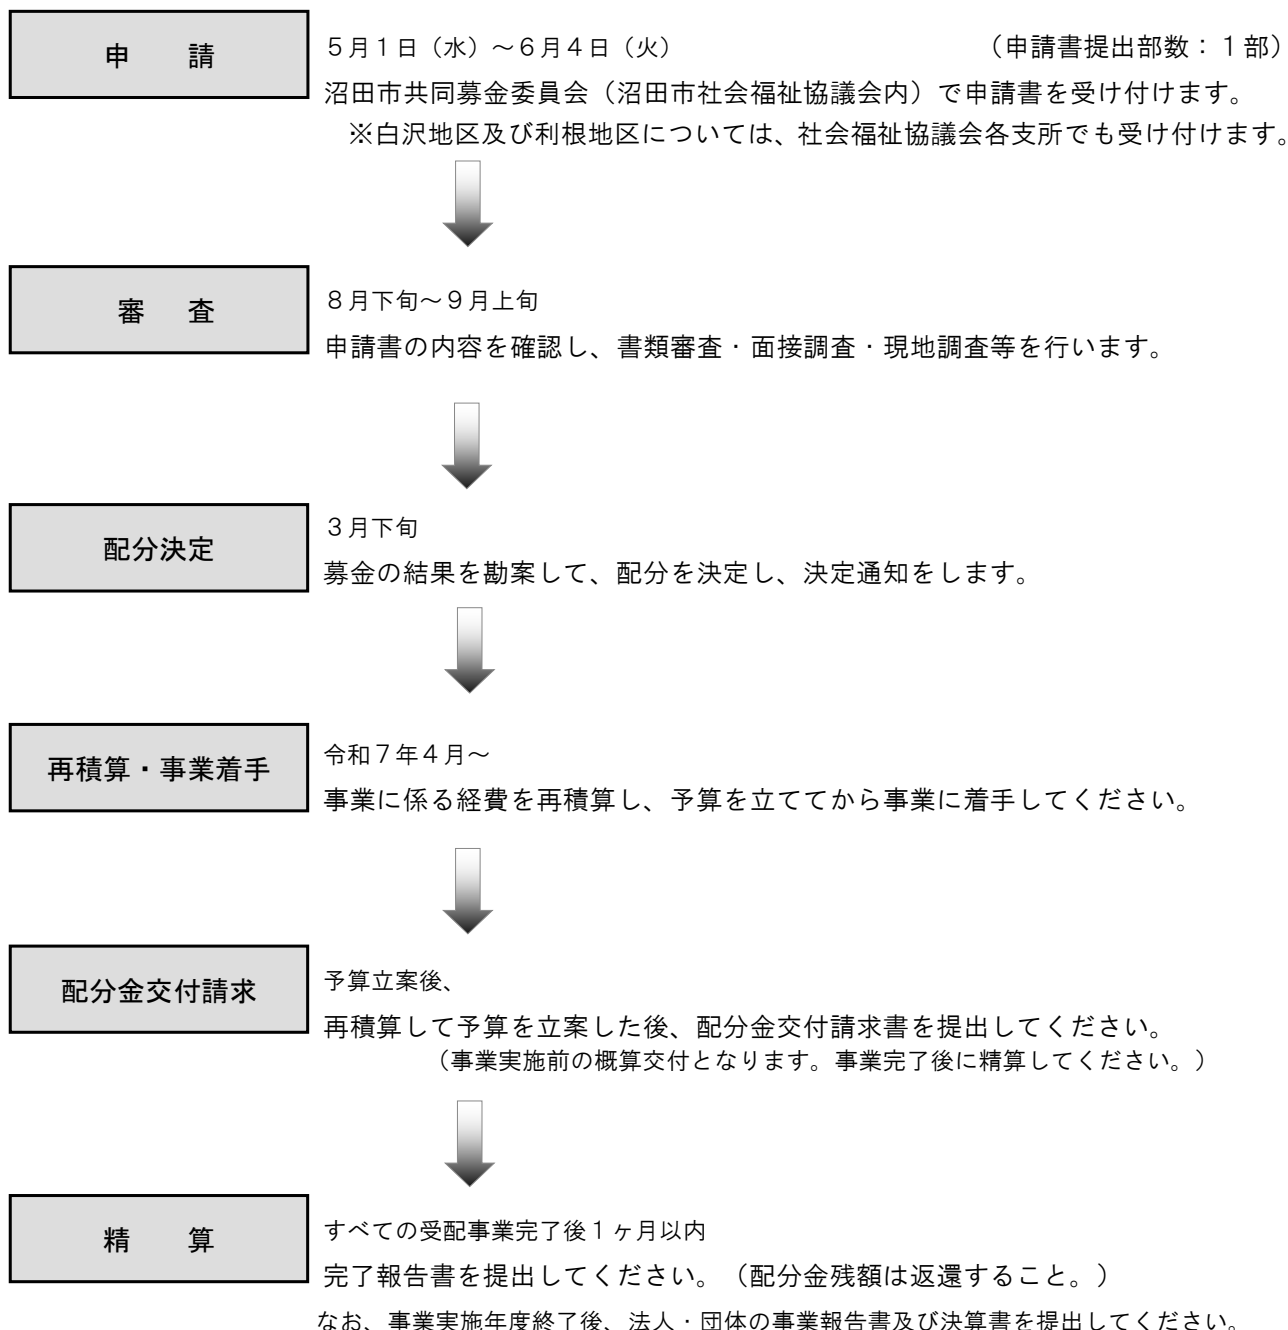 申　　請
５月１日（水）～６月４日（火）　（申請書提出部数：１部）
沼田市共同募金委員会（沼田市社会福祉協議会内）で申請書を受け付けます。
※白沢地区及び利根地区については、社会福祉協議会各支所でも受け付けます。
審　　査
８月下旬～９月上旬
申請書の内容を確認し、書類審査・面接調査・現地調査等を行います。
配分決定
３月下旬
募金の結果を勘案して、配分を決定し、決定通知をします。
再積算・事業着手
令和７年４月～
事業に係る経費を再積算し、予算を立ててから事業に着手してください。
配分金交付請求
予算立案後、
再積算して予算を立案した後、配分金交付請求書を提出してください。
（事業実施前の概算交付となります。事業完了後に精算してください。）
精　　算
すべての受配事業完了後１ヶ月以内
完了報告書を提出してください。（配分金残額は返還すること。）
なお、事業実施年度終了後、法人・団体の事業報告書及び決算書を提出してください。